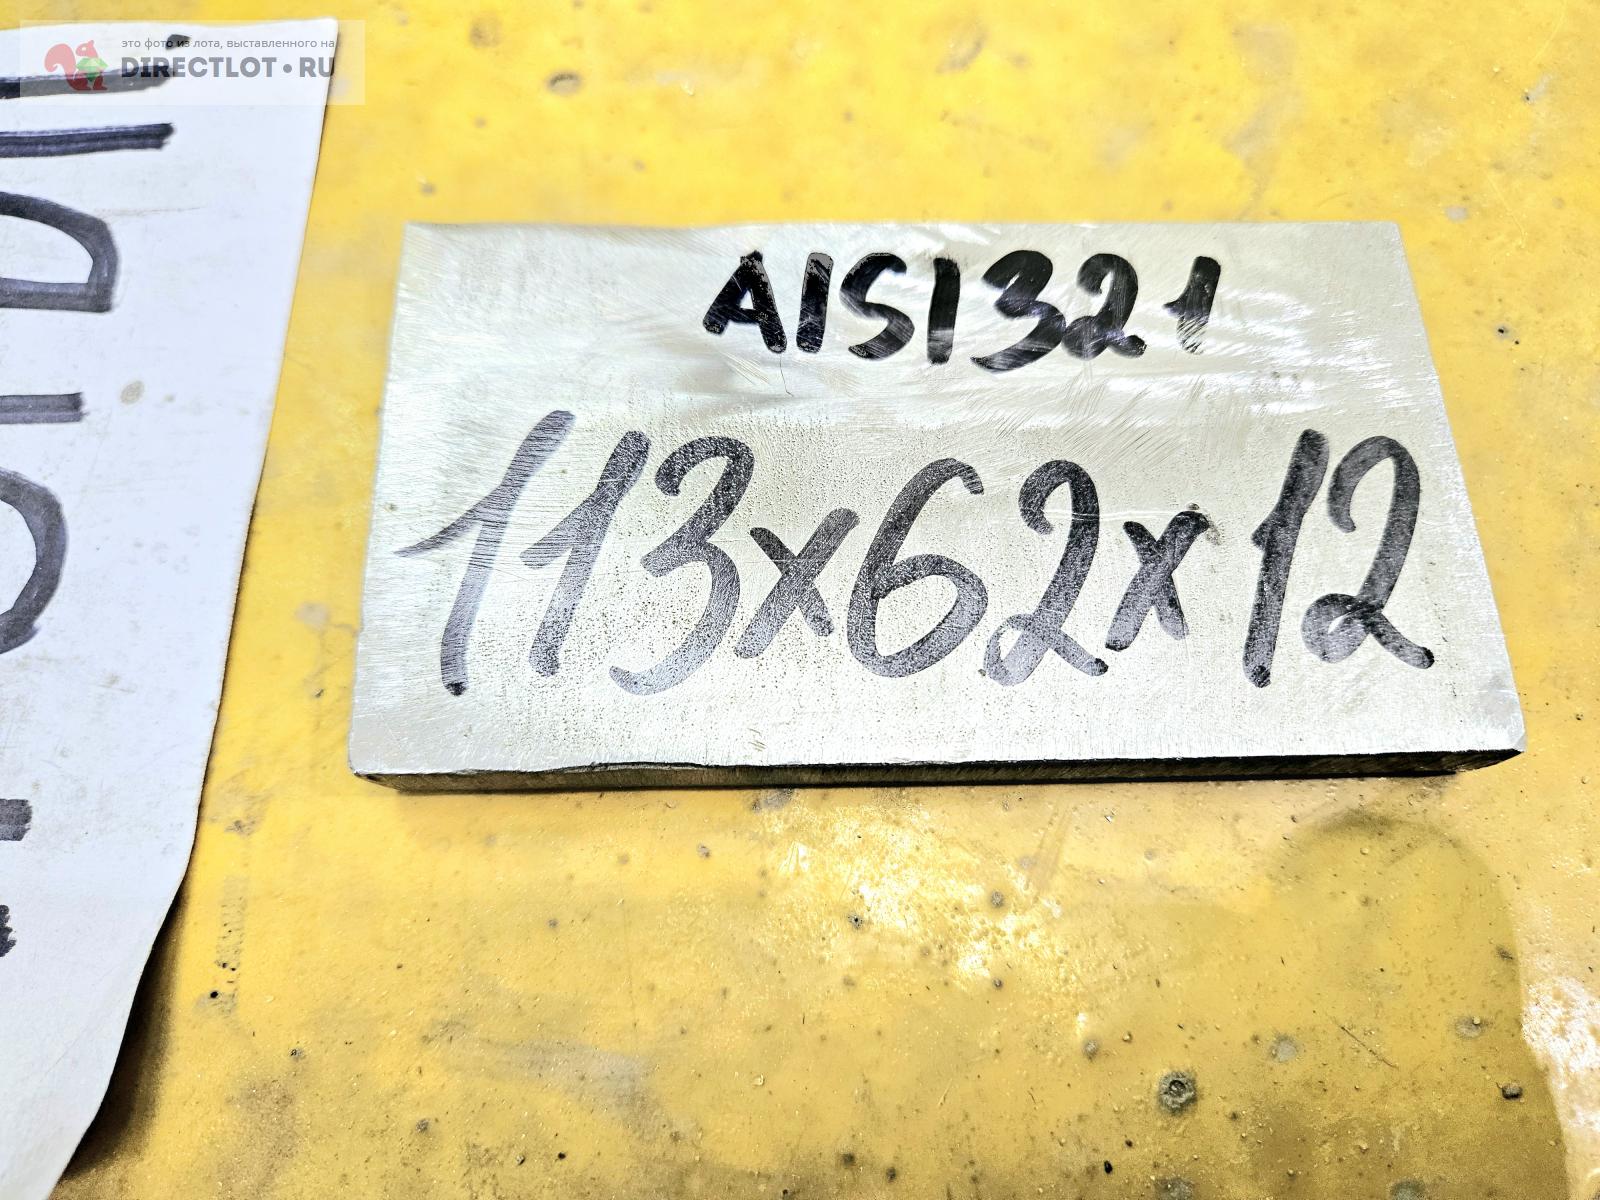 это фото из лота, выставленного на
DIRECTLOT•RU
AISI321
113x62x12